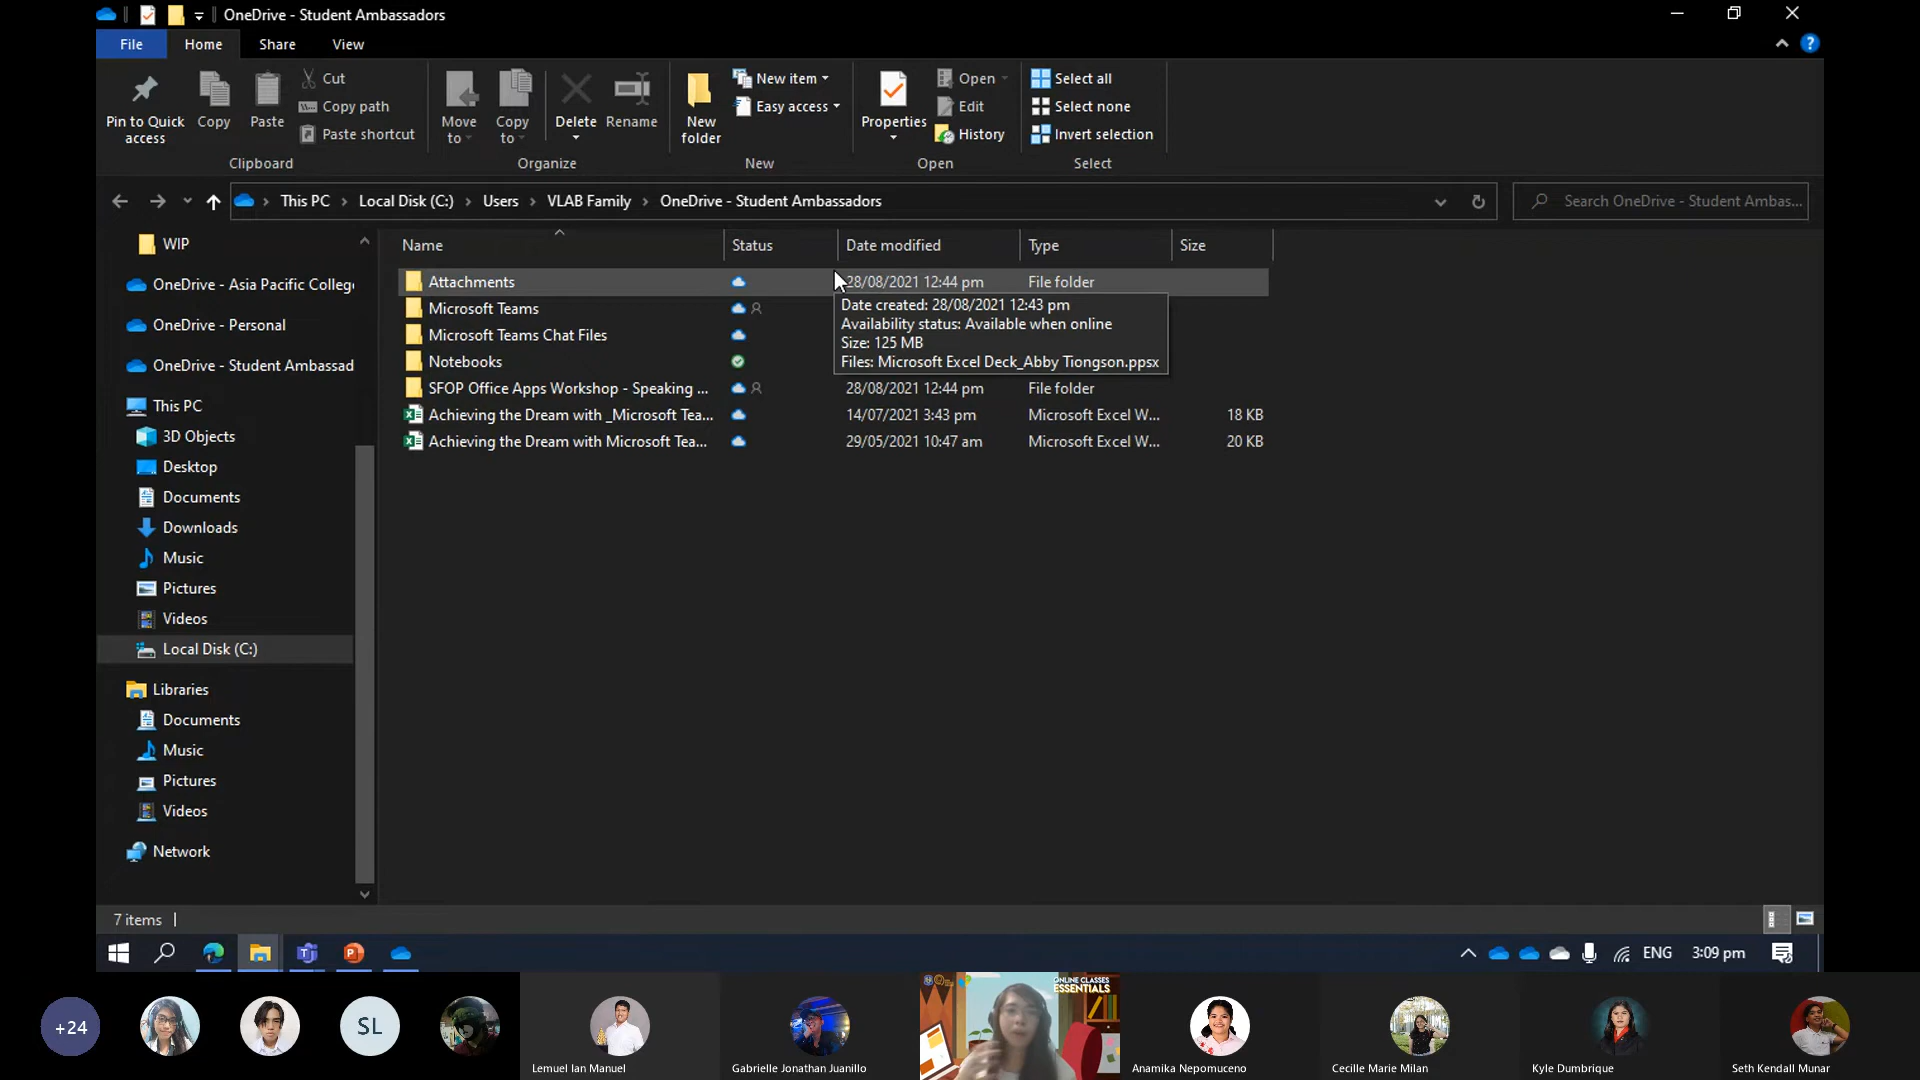 OneDrive - Student Ambassadors
File Home Share View
Pin to Quick access
Copy
Paste
Cut
Copy path
Paste shortcut
Clipboard
Move to
Copy to
Delete
Rename
Organize
New folder
New item
Easy access
New
Properties
Open
Edit
History
Open
Select all
Select none
Invert selection
Select
This PC > Local Disk (C:) > Users > VLAB Family > OneDrive - Student Ambassadors
Search OneDrive - Student Ambas...
WIP
OneDrive - Asia Pacific College
OneDrive - Personal
OneDrive - Student Ambassad
This PC
3D Objects
Desktop
Documents
Downloads
Music
Pictures
Videos
Local Disk (C:)
Libraries
Documents
Music
Pictures
Videos
Network
Name Status Date modified Type Size
Attachments 28/08/2021 12:44 pm File folder
Microsoft Teams
Microsoft Teams Chat Files
Notebooks
SFOP Office Apps Workshop - Speaking ... 28/08/2021 12:44 pm File folder
Achieving the Dream with _Microsoft Tea... 14/07/2021 3:43 pm Microsoft Excel W... 18 KB
Achieving the Dream with Microsoft Tea... 29/05/2021 10:47 am Microsoft Excel W... 20 KB
Date created: 28/08/2021 12:43 pm
Availability status: Available when online
Size: 125 MB
Files: Microsoft Excel Deck_Abby Tiongson.ppsx
7 items
ENG 3:09 pm
+24
SL
ONLINE CLASSES
ESSENTIALS
Lemuel Ian Manuel
Gabrielle Jonathan Juanillo
Anamika Nepomuceno
Cecille Marie Milan
Kyle Dumbrique
Seth Kendall Munar